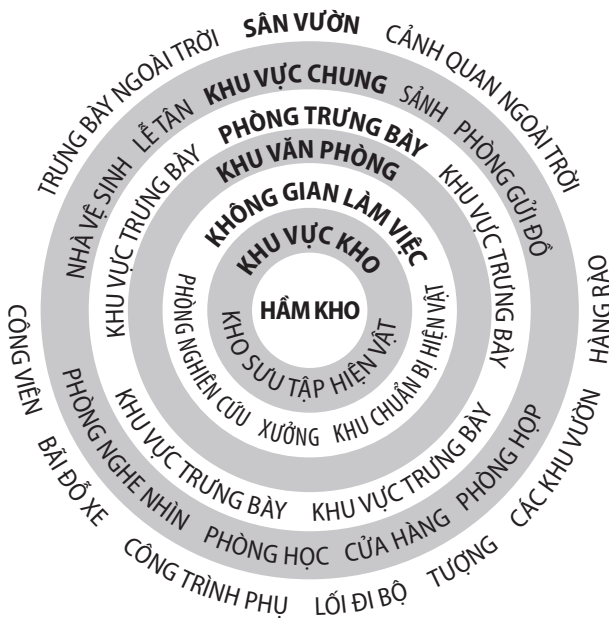 SÂN VƯỜN
CẢNH QUAN NGOÀI TRỜI
HÀNG RÀO
CÁC KHU VƯỜN
TƯỢNG
LỐI ĐI BỘ
CÔNG TRÌNH PHỤ
BÃI ĐỖ XE
CÔNG VIÊN
TRƯNG BÀY NGOÀI TRỜI
KHU VỰC CHUNG
SẢNH
PHÒNG GỬI ĐỒ
PHÒNG HỌP
CỬA HÀNG
PHÒNG HỌC
PHÒNG NGHE NHÌN
NHÀ VỆ SINH
LỄ TÂN
PHÒNG TRƯNG BÀY
KHU VỰC TRƯNG BÀY
KHU VỰC TRƯNG BÀY
KHU VỰC TRƯNG BÀY
KHU VỰC TRƯNG BÀY
KHU VĂN PHÒNG
KHÔNG GIAN LÀM VIỆC
KHU CHUẨN BỊ HIỆN VẬT
XƯỞNG
PHÒNG NGHIÊN CỨU
KHU VỰC KHO
KHO SƯU TẬP HIỆN VẬT
HẦM KHO